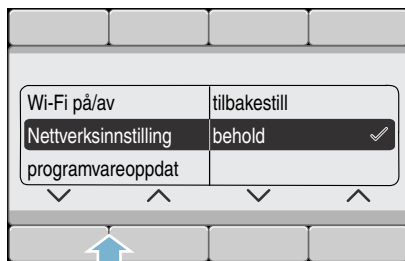 Wi-Fi på/av tilbakestill
Nettverksinnstilling behold
programvareoppdat